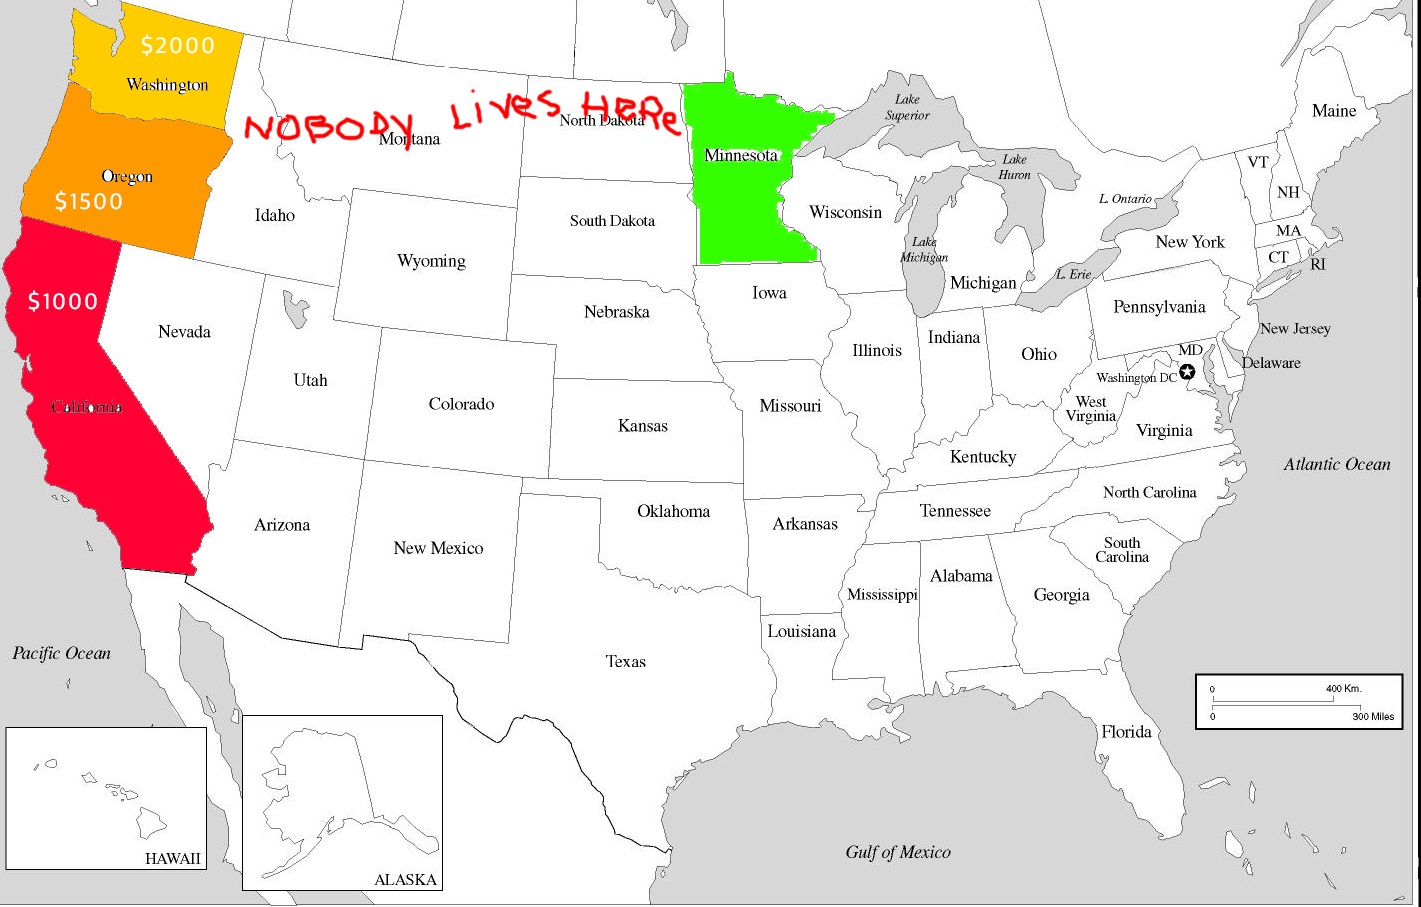 $2000
Washington
NOBODY LIVES HERE
Montana
North Dakota
Minnesota
Lake
Superior
Maine
Oregon
$1500
Idaho
South Dakota
Wisconsin
Lake
Huron
L. Ontario
VT
NH
MA
CT
RI
New York
Wyoming
Lake
Michigan
Michigan
L. Erie
$1000
Nevada
Nebraska
Iowa
Pennsylvania
New Jersey
Utah
Colorado
Illinois
Indiana
Ohio
MD
Delaware
Washington DC
California
Kansas
Missouri
West
Virginia
Virginia
Kentucky
Atlantic Ocean
Arizona
New Mexico
Oklahoma
Arkansas
Tennessee
North Carolina
South
Carolina
Mississippi
Alabama
Georgia
Louisiana
Pacific Ocean
Texas
0 400 Km.
0 300 Miles
Florida
HAWAII
ALASKA
Gulf of Mexico